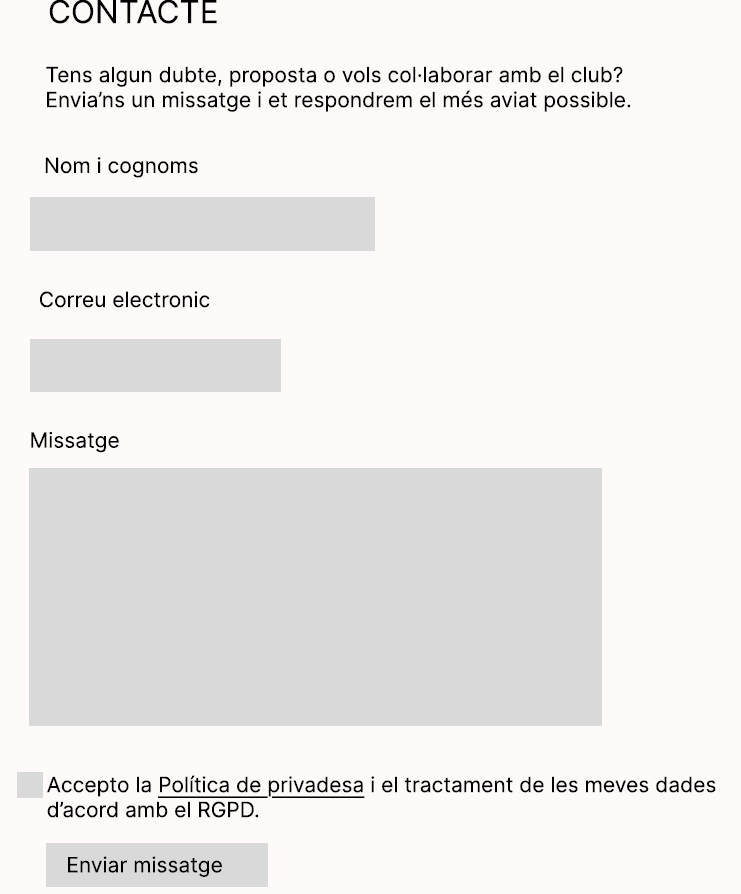 CONTACTE
Tens algun dubte, proposta o vols col·laborar amb el club?
Envia’ns un missatge i et respondrem el més aviat possible.
Nom i cognoms
Correu electronic
Missatge
Accepto la Política de privadesa i el tractament de les meves dades
d’acord amb el RGPD.
Enviar missatge